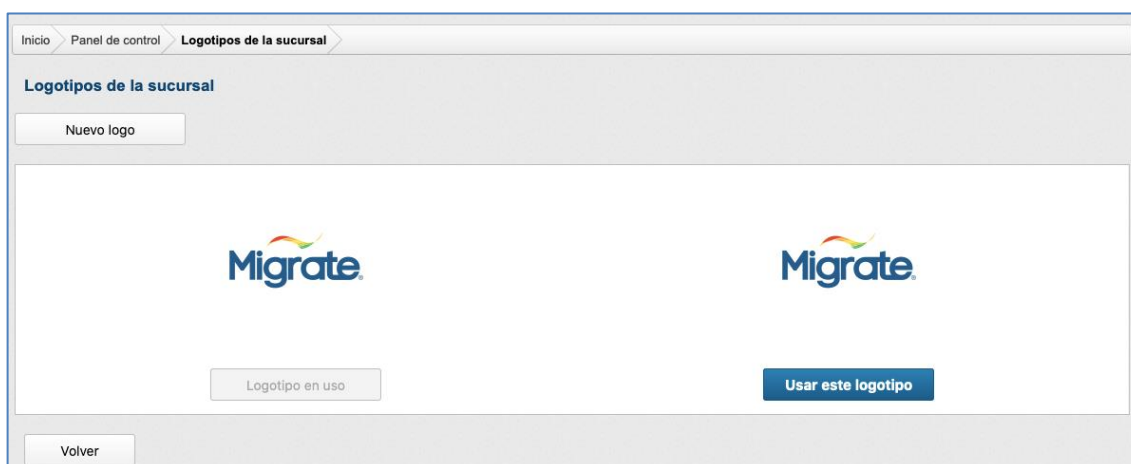 Inicio Panel de control Logotipos de la sucursal
Logotipos de la sucursal
Nuevo logo
Migrate® Migrate®
Logotipo en uso Usar este logotipo
Volver